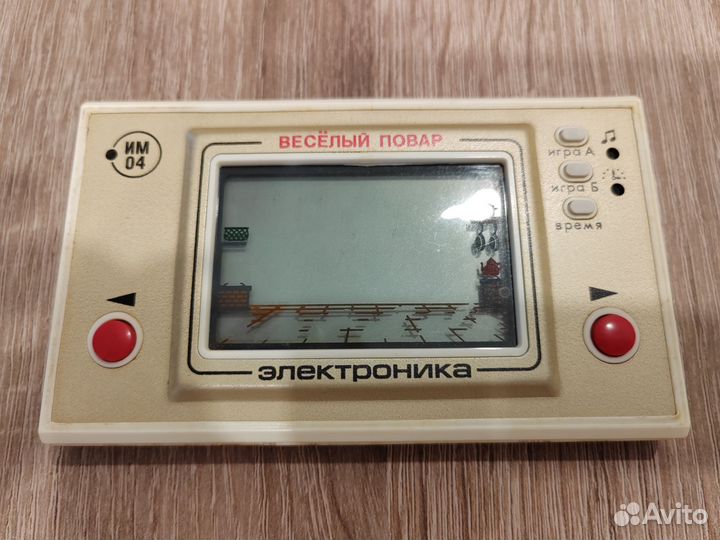 ИМ
04
ВЕСЁЛЫЙ ПОВАР
игра А
игра Б
время
электроника
Avito